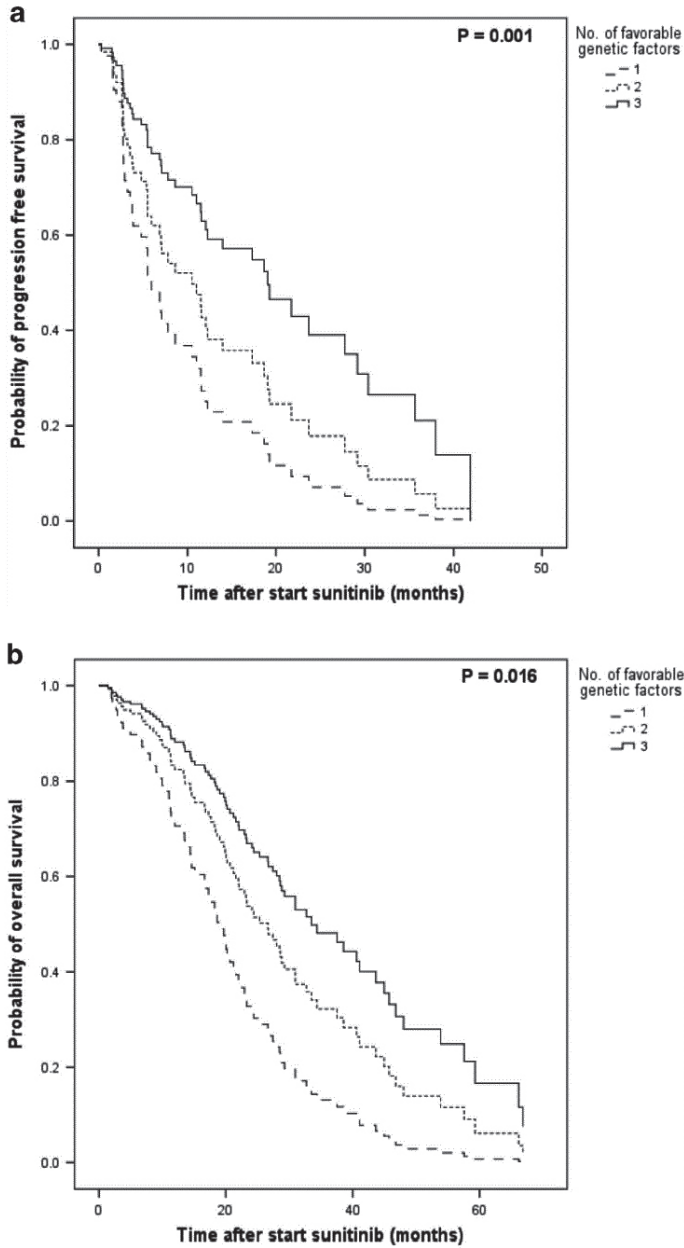 a
P = 0.001
No. of favorable
genetic factors
1
2
3
1.0
0.8
0.6
0.4
0.2
0.0
Probability of progression free survival
0 10 20 30 40 50
Time after start sunitinib (months)
b
P = 0.016
No. of favorable
genetic factors
1
2
3
1.0
0.8
0.6
0.4
0.2
0.0
Probability of overall survival
0 20 40 60
Time after start sunitinib (months)